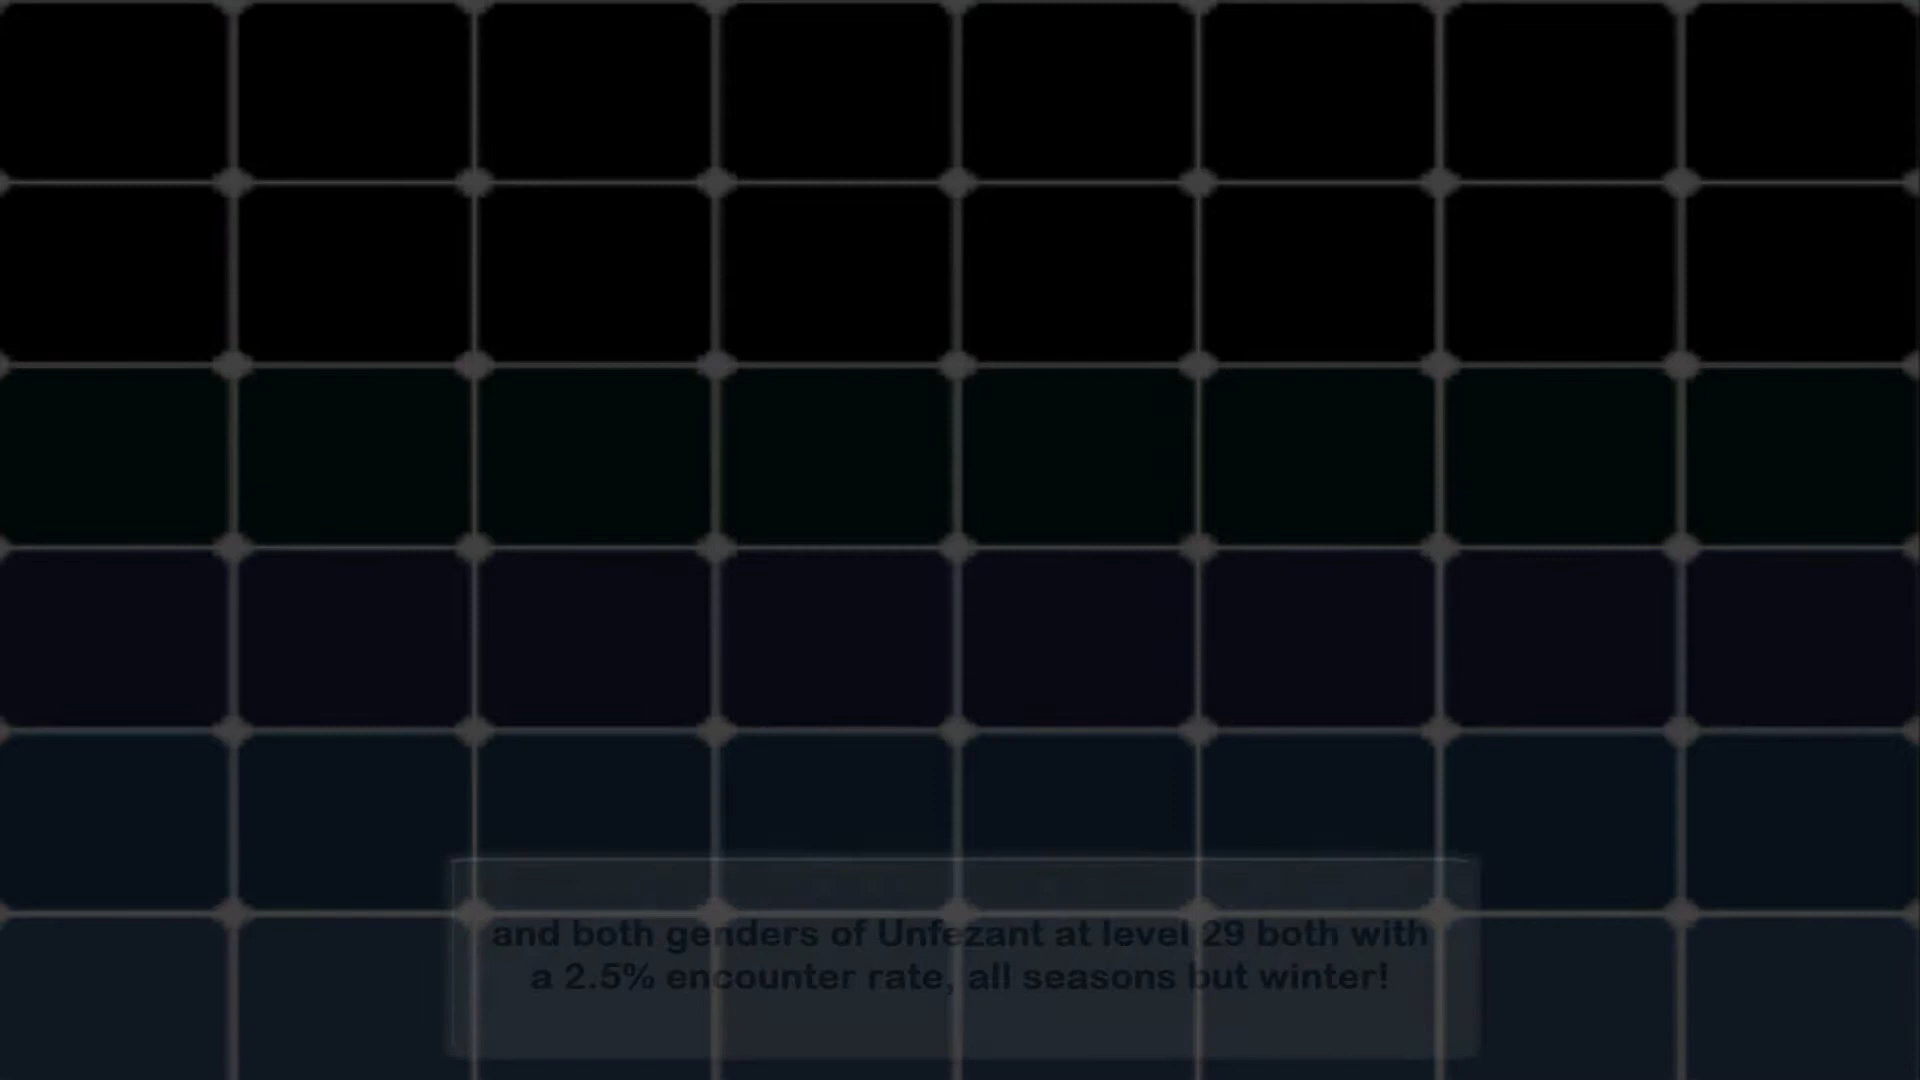 and both genders of Unfezant at level 29 both with
a 2.5% encounter rate, all seasons but winter!